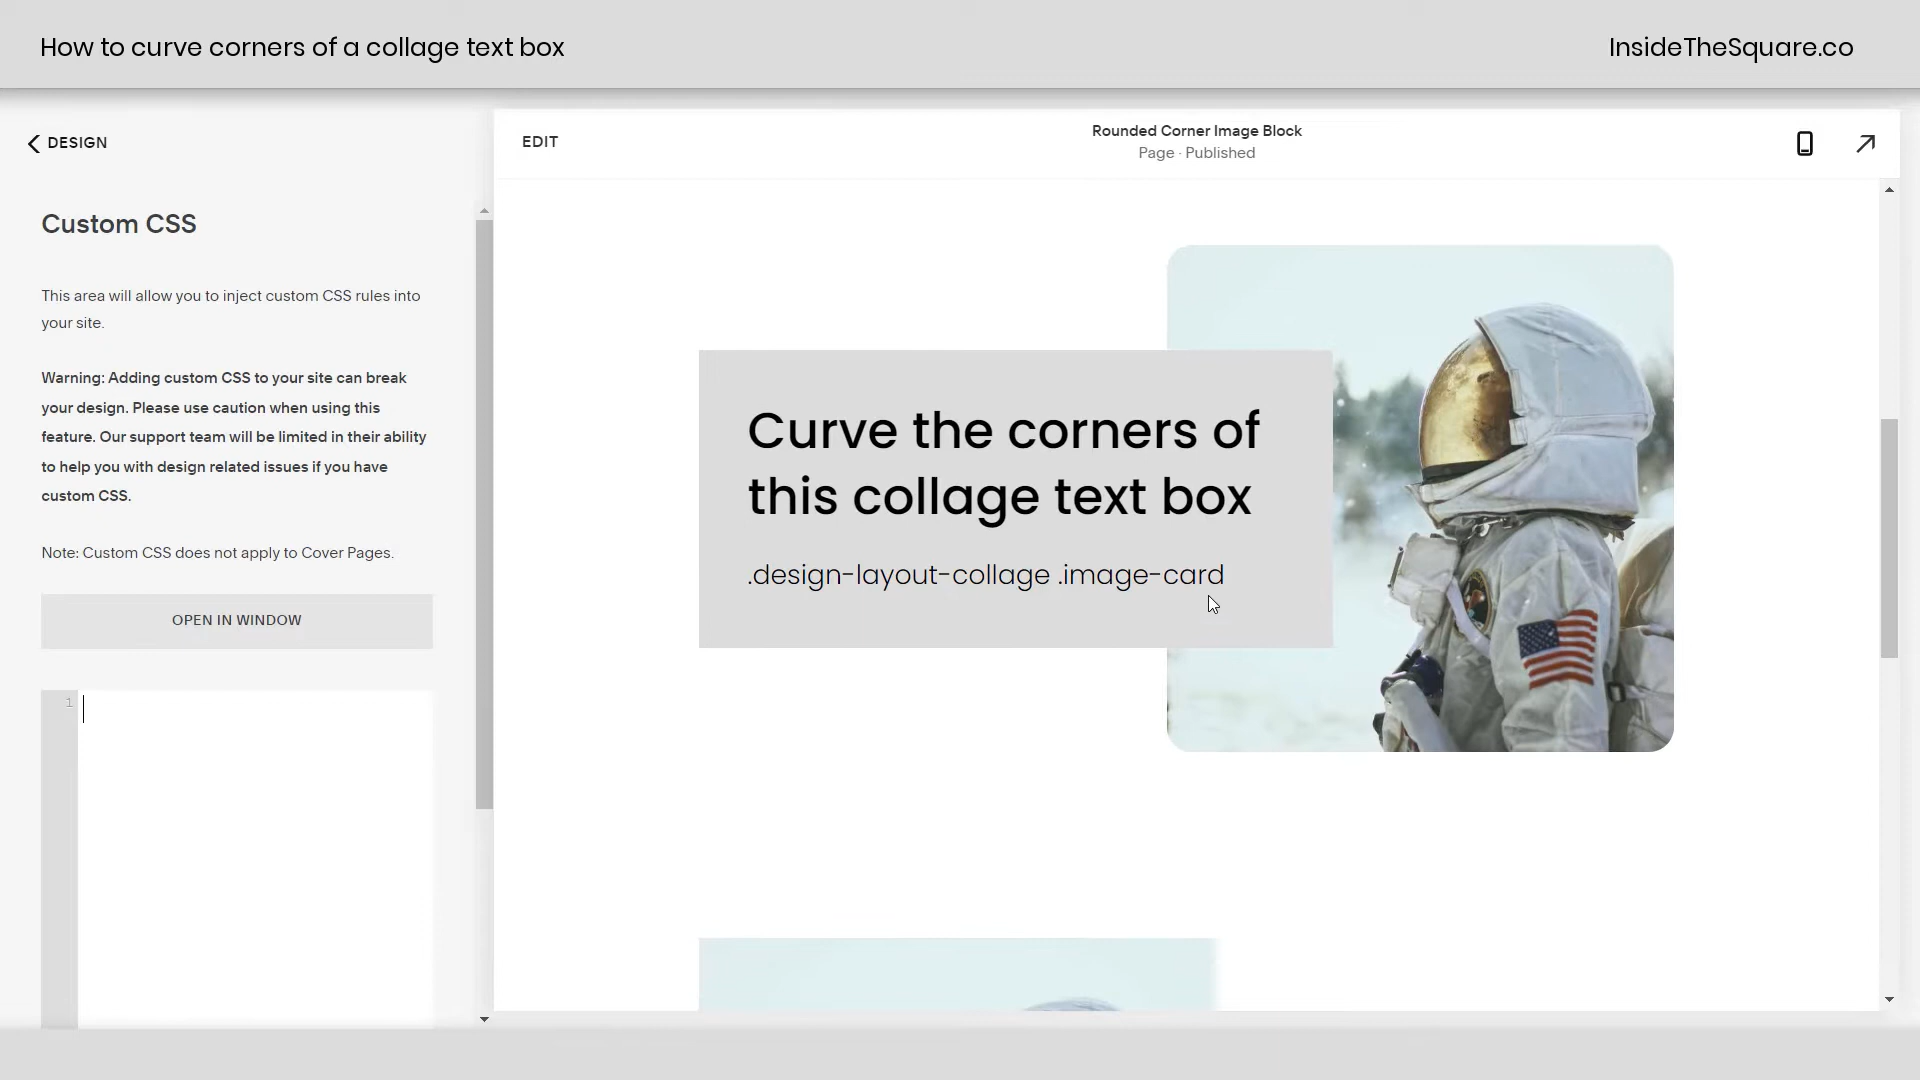 How to curve corners of a collage text box
InsideTheSquare.co
DESIGN
Custom CSS
This area will allow you to inject custom CSS rules into
your site.
Warning: Adding custom CSS to your site can break
your design. Please use caution when using this
feature. Our support team will be limited in their ability
to help you with design related issues if you have
custom CSS.
Note: Custom CSS does not apply to Cover Pages.
OPEN IN WINDOW
1
EDIT
Rounded Corner Image Block
Page · Published
Curve the corners of
this collage text box
.design-layout-collage .image-card